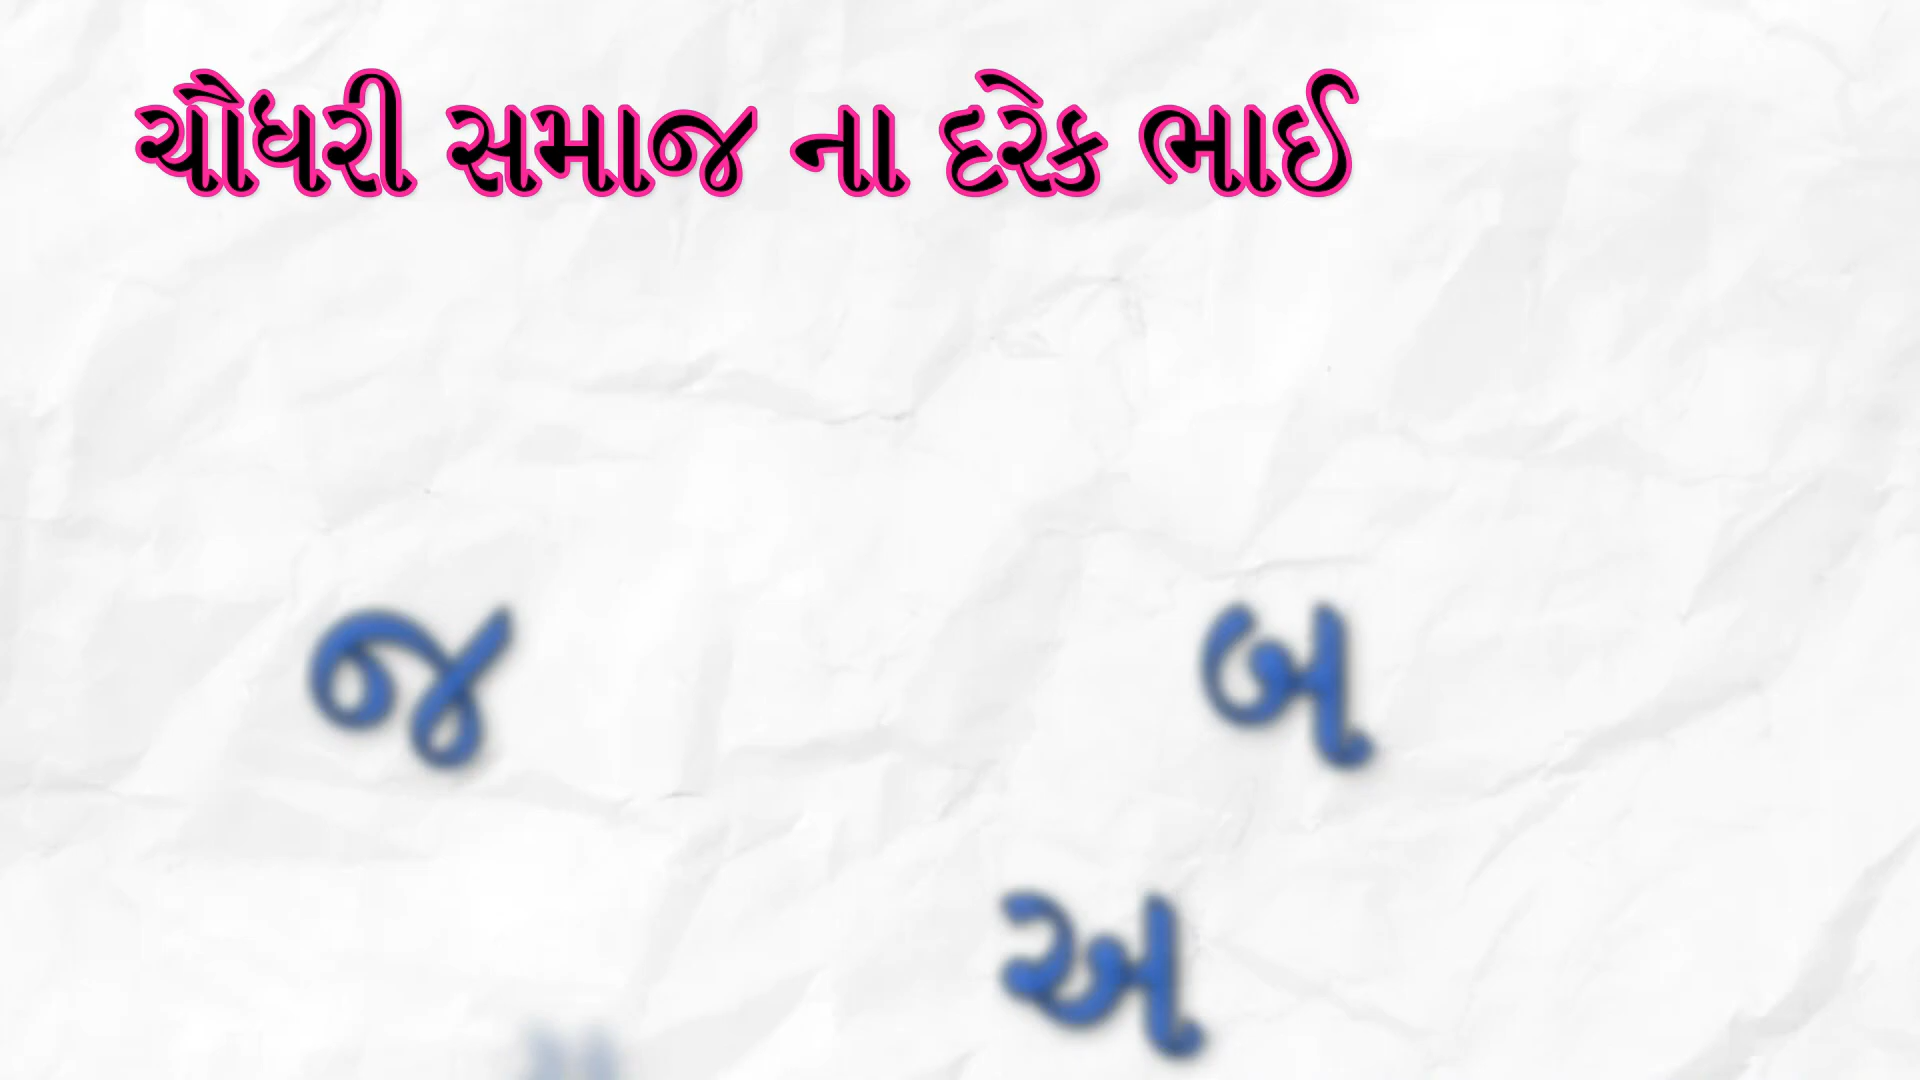 ચૌધરી સમાજ ના દરેક ભાઈ
જ
બ
અ